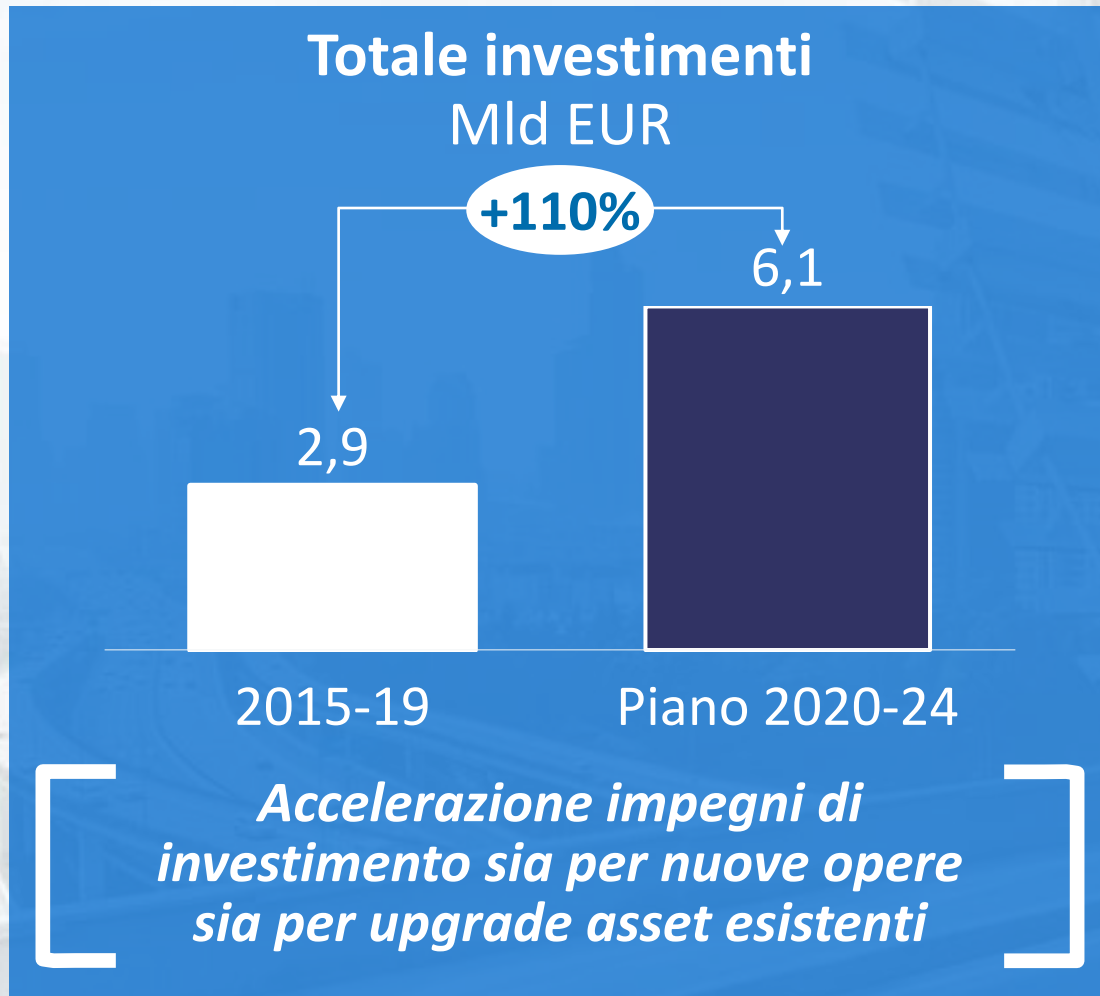 Totale investimenti
Mld EUR
+110%
6,1
2,9
2015-19
Piano 2020-24
Accelerazione impegni di
investimento sia per nuove opere
sia per upgrade asset esistenti